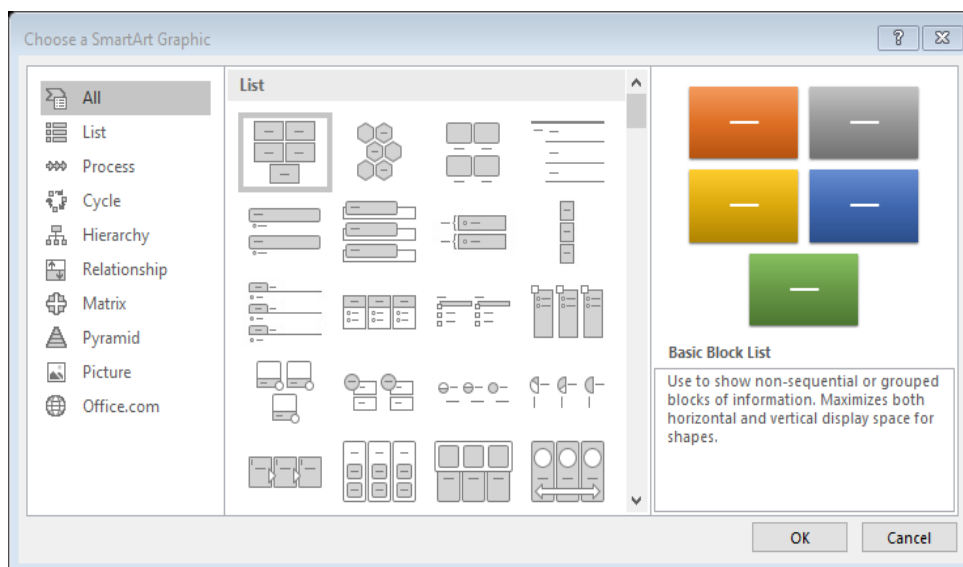 Choose a SmartArt Graphic
All
List
Process
Cycle
Hierarchy
Relationship
Matrix
Pyramid
Picture
Office.com
List
Basic Block List
Use to show non-sequential or grouped
blocks of information. Maximizes both
horizontal and vertical display space for
shapes.
OK
Cancel